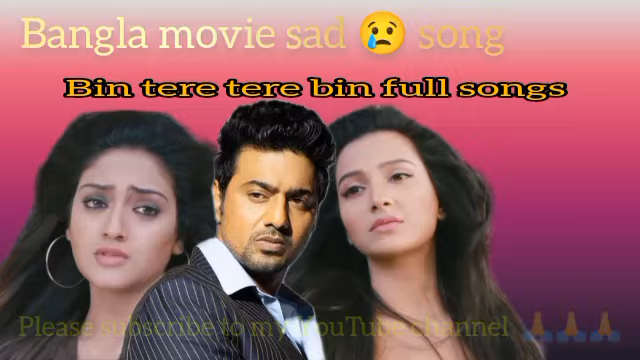 Bangla movie sad 😢 song
Bin tere tere bin full songs
Please subscribe to my YouTube channel 🙏🙏🙏